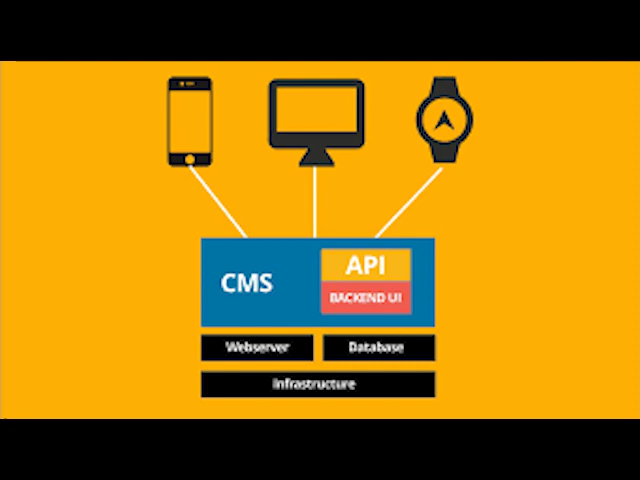 CMS
API
BACKEND UI
Webserver
Database
Infrastructure